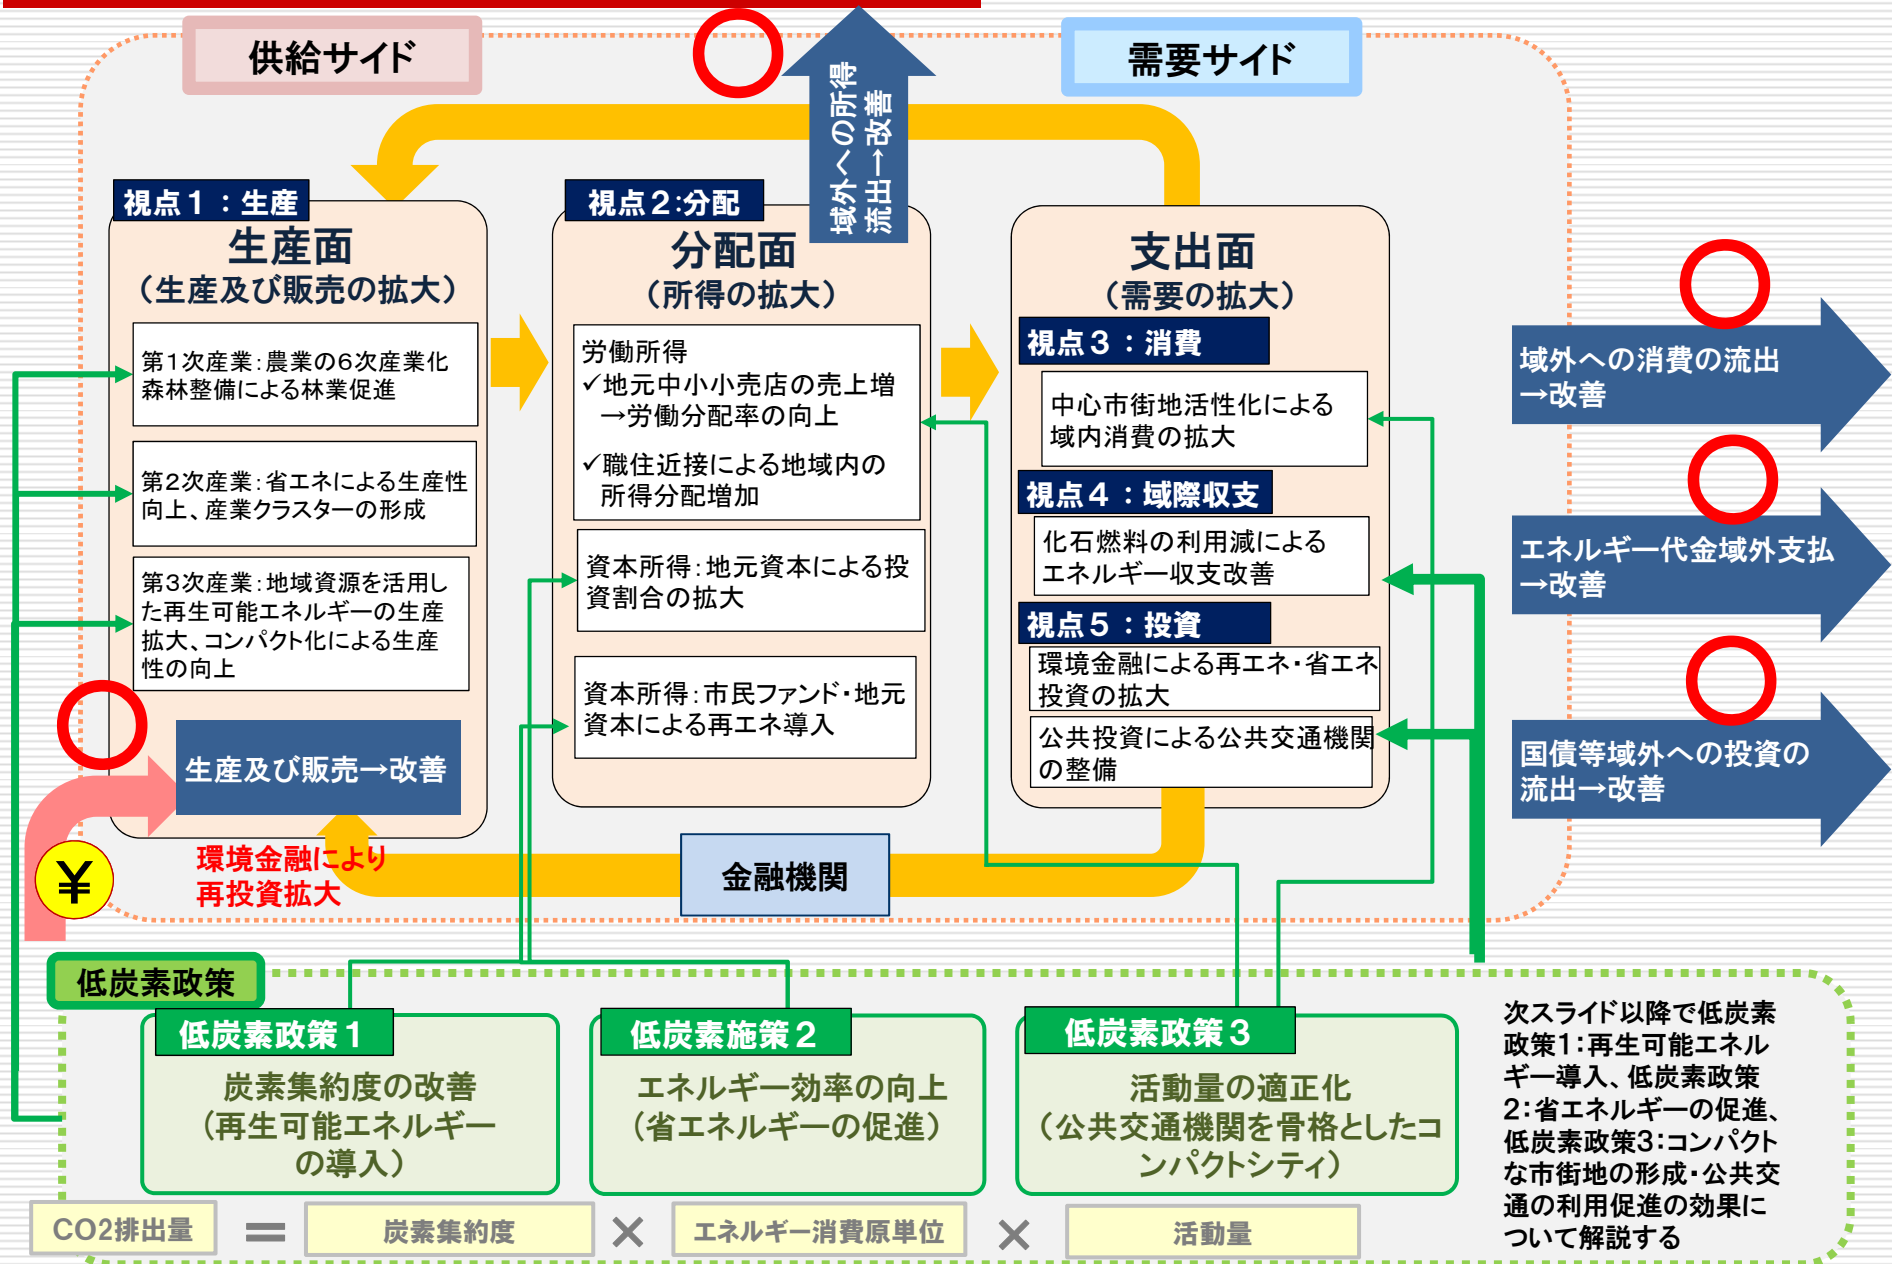 供給サイド
需要サイド
域外への所得
流出→改善
視点1：生産
生産面
（生産及び販売の拡大）
第1次産業：農業の6次産業化
森林整備による林業促進
第2次産業：省エネによる生産性
向上、産業クラスターの形成
第3次産業：地域資源を活用し
た再生可能エネルギーの生産
拡大、コンパクト化による生産
性の向上
生産及び販売→改善
視点2：分配
分配面
（所得の拡大）
労働所得
✓地元中小小売店の売上増
→労働分配率の向上
✓職住近接による地域内の
所得分配増加
資本所得：地元資本による投
資割合の拡大
資本所得：市民ファンド・地元
資本による再エネ導入
支出面
（需要の拡大）
視点3：消費
中心市街地活性化による
域内消費の拡大
視点4：域際収支
化石燃料の利用減による
エネルギー収支改善
視点5：投資
環境金融による再エネ・省エネ
投資の拡大
公共投資による公共交通機関
の整備
域外への消費の流出
→改善
エネルギー代金域外支払
→改善
国債等域外への投資の
流出→改善
¥
環境金融により
再投資拡大
金融機関
低炭素政策
低炭素政策1
炭素集約度の改善
（再生可能エネルギー
の導入）
低炭素施策2
エネルギー効率の向上
（省エネルギーの促進）
低炭素政策3
活動量の適正化
（公共交通機関を骨格としたコ
ンパクトシティ）
次スライド以降で低炭素
政策1：再生可能エネル
ギー導入、低炭素政策
2：省エネルギーの促進、
低炭素政策3：コンパクト
な市街地の形成・公共交
通の利用促進の効果に
ついて解説する
CO2排出量 ＝ 炭素集約度 × エネルギー消費原単位 × 活動量